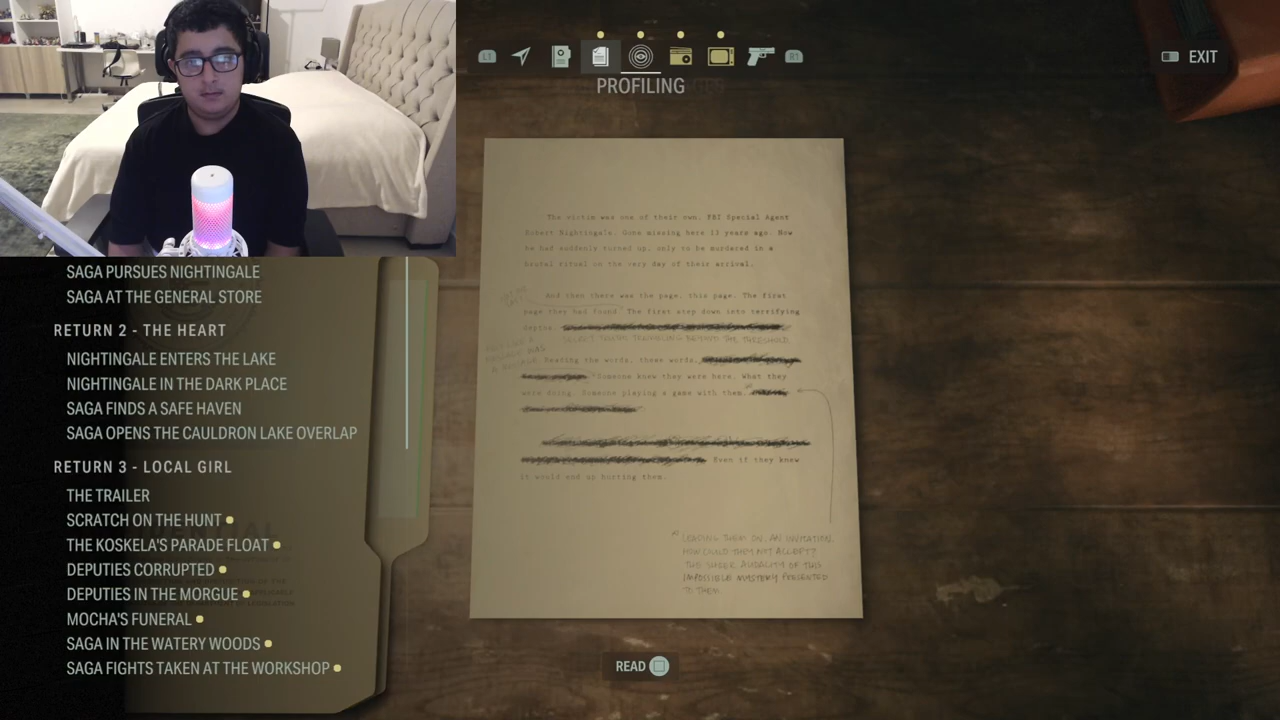 L1
R1
EXIT
PROFILING
SAGA PURSUES NIGHTINGALE
SAGA AT THE GENERAL STORE
RETURN 2 - THE HEART
NIGHTINGALE ENTERS THE LAKE
NIGHTINGALE IN THE DARK PLACE
SAGA FINDS A SAFE HAVEN
SAGA OPENS THE CAULDRON LAKE OVERLAP
RETURN 3 - LOCAL GIRL
THE TRAILER
SCRATCH ON THE HUNT
THE KOSKELA'S PARADE FLOAT
DEPUTIES CORRUPTED
DEPUTIES IN THE MORGUE
MOCHA'S FUNERAL
SAGA IN THE WATERY WOODS
SAGA FIGHTS TAKEN AT THE WORKSHOP
The victim was one of their own. FBI Special Agent
Robert Nightingale. Gone missing here 13 years ago. Now
he had suddenly turned up, only to be murdered in a
brutal ritual on the very day of their arrival.
And then there was the page, this page. The first
page they had found. The first step down into terrifying
depths.
Reading the words, these words,
Someone knew they were here. What they
were doing. Someone playing a game with them.
Even if they knew
it would end up hurting them.
LEADING THEM ON. AN INVITATION.
HOW COULD THEY NOT ACCEPT?
THE SHEER AUDACITY OF THIS
IMPOSSIBLE MYSTERY PRESENTED
TO THEM.
READ